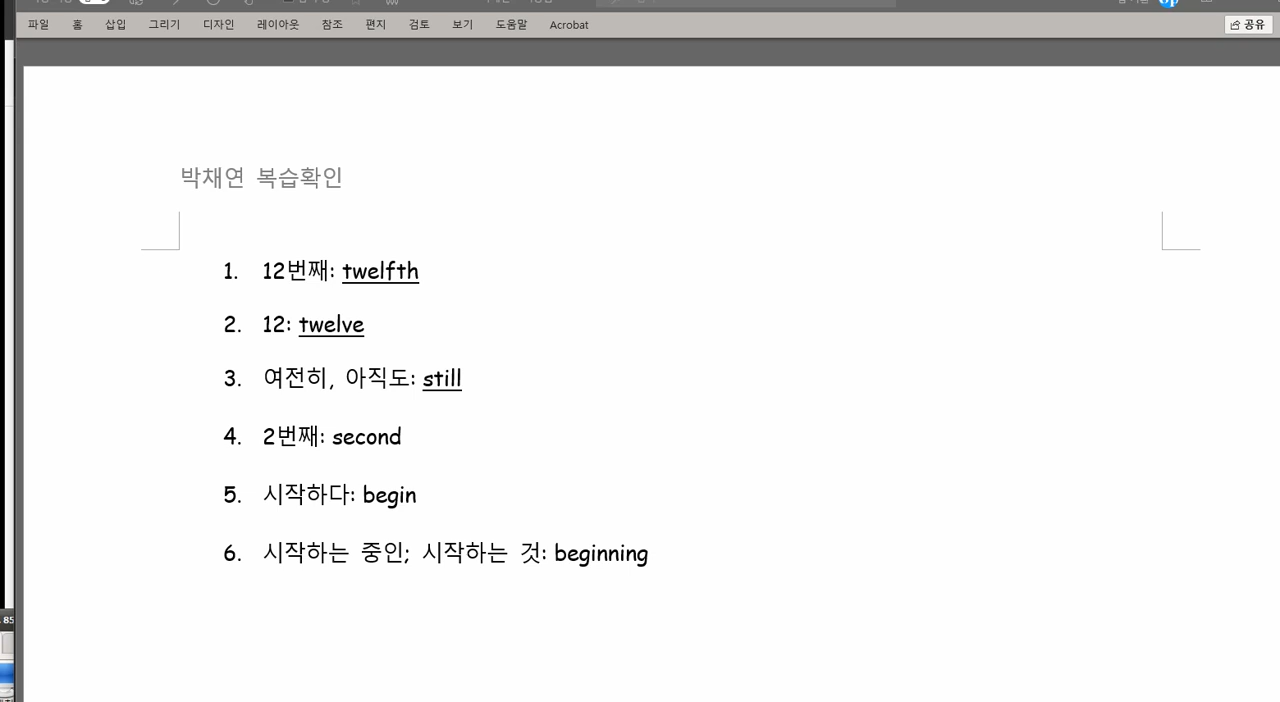 파일 홈 삽입 그리기 디자인 레이아웃 참조 편지 검토 보기 도움말 Acrobat 공유
박채연 복습확인
1. 12번째: twelfth
2. 12: twelve
3. 여전히, 아직도: still
4. 2번째: second
5. 시작하다: begin
6. 시작하는 중인; 시작하는 것: beginning
85